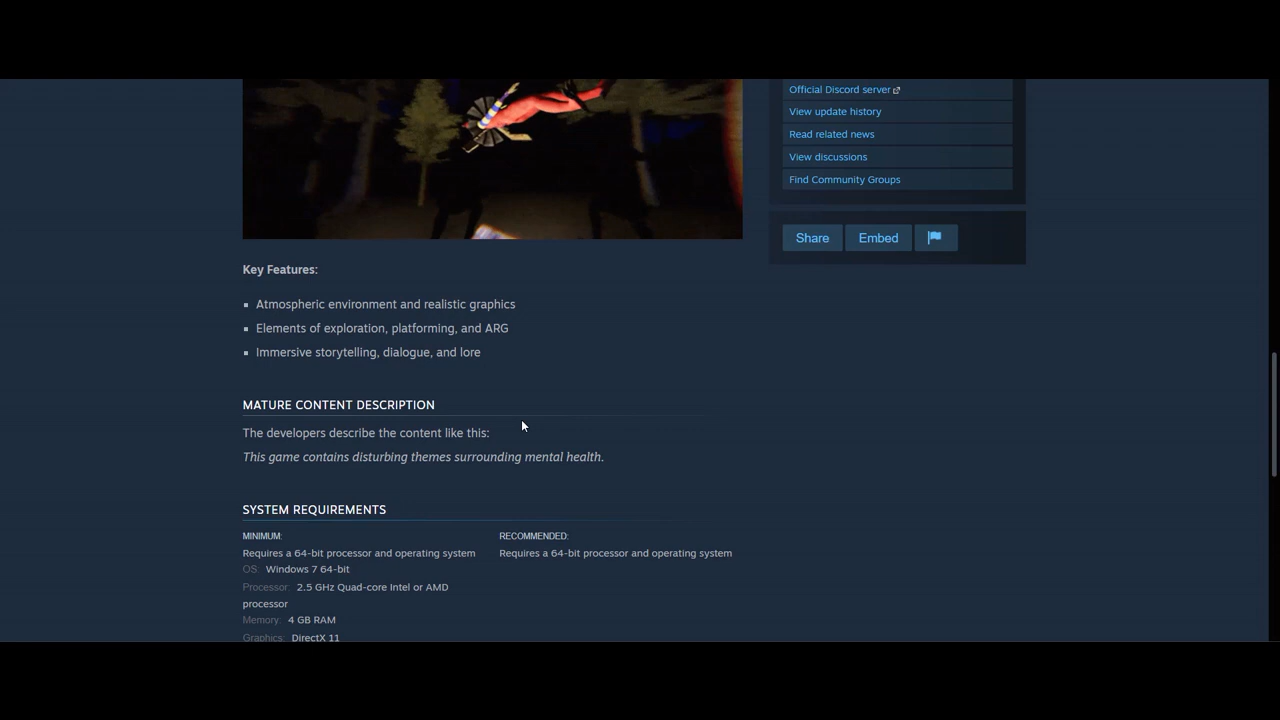 Official Discord server
View update history
Read related news
View discussions
Find Community Groups
Share Embed
Key Features:
Atmospheric environment and realistic graphics
Elements of exploration, platforming, and ARG
Immersive storytelling, dialogue, and lore
MATURE CONTENT DESCRIPTION
The developers describe the content like this:
This game contains disturbing themes surrounding mental health.
SYSTEM REQUIREMENTS
MINIMUM:
Requires a 64-bit processor and operating system
OS: Windows 7 64-bit
Processor: 2.5 GHz Quad-core Intel or AMD
processor
Memory: 4 GB RAM
Graphics: DirectX 11
RECOMMENDED:
Requires a 64-bit processor and operating system